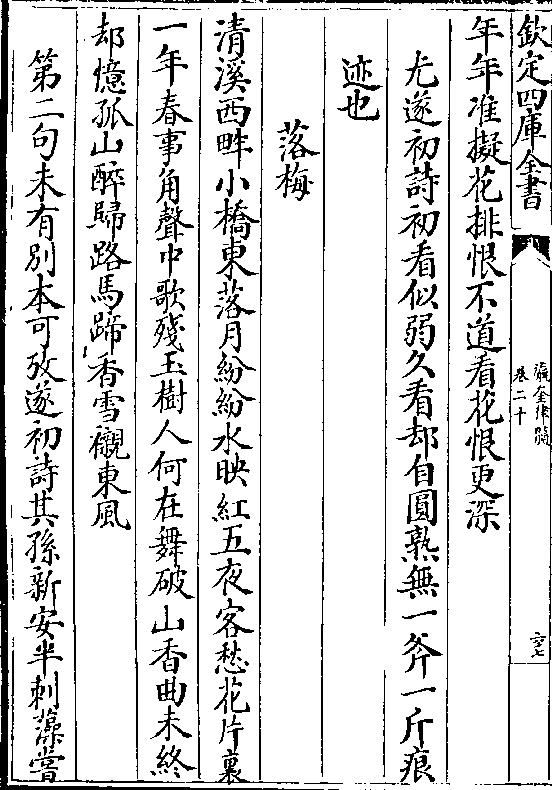 欽定四庫全書
瀛奎律髓
卷二十
六七
年年准擬花排恨不道看花恨更深
尤遂初詩初看似弱久看却自圓熟無一斧一斤痕
迹也
落梅
清溪西畔小橋東落月紛紛水映紅五夜客愁花片裏
一年春事角聲中歌殘玉樹人何在舞破山香曲未終
却憶孤山醉歸路馬蹄香雪襯東風
第二句未有別本可攷遂初詩其孫新安半刺藻嘗